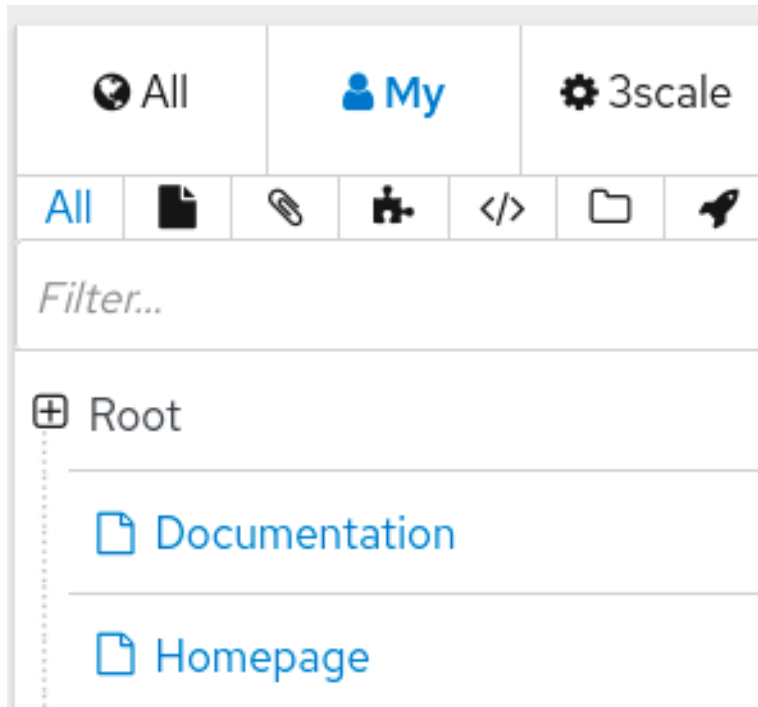 All My 3scale
All
Filter...
Root
Documentation
Homepage